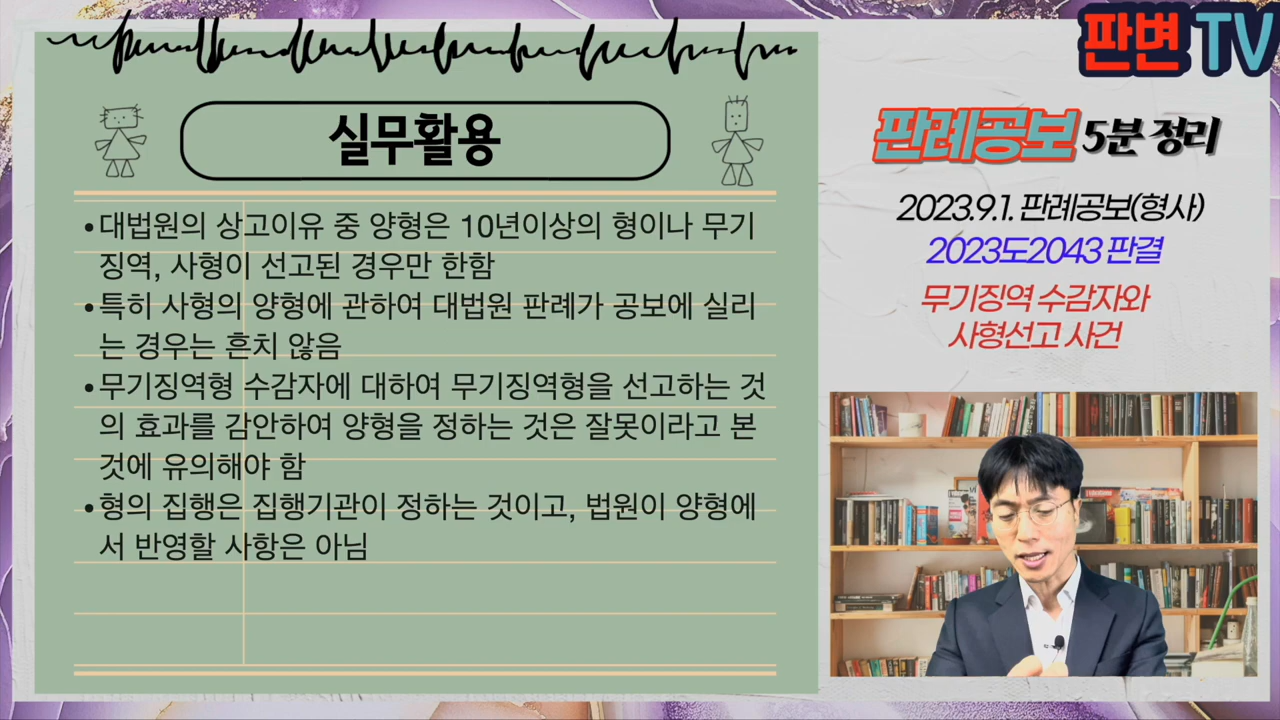 판변 TV
실무활용
•대법원의 상고이유 중 양형은 10년이상의 형이나 무기
징역, 사형이 선고된 경우만 한함
•특히 사형의 양형에 관하여 대법원 판례가 공보에 실리
는 경우는 흔치 않음
•무기징역형 수감자에 대하여 무기징역형을 선고하는 것
의 효과를 감안하여 양형을 정하는 것은 잘못이라고 본
것에 유의해야 함
•형의 집행은 집행기관이 정하는 것이고, 법원이 양형에
서 반영할 사항은 아님
판례공보 5분 정리
2023.9.1. 판례공보(형사)
2023도2043 판결
무기징역 수감자와
사형선고 사건